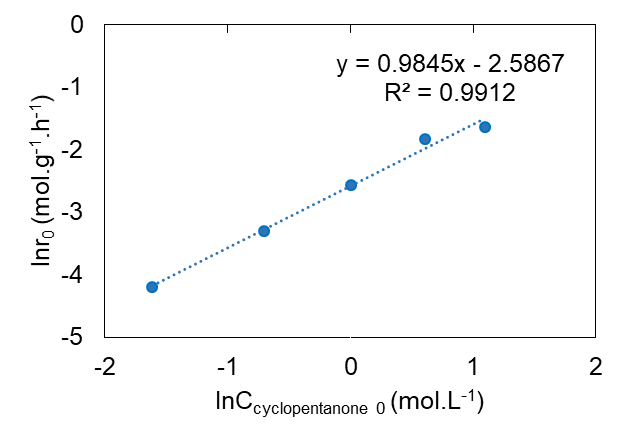 y = 0.9845x - 2.5867
R² = 0.9912
0
-1
-2
-3
-4
-5
lnr₀ (mol.g⁻¹.h⁻¹)
-2
-1
0
1
2
lnC_cyclopentanone 0 (mol.L⁻¹)